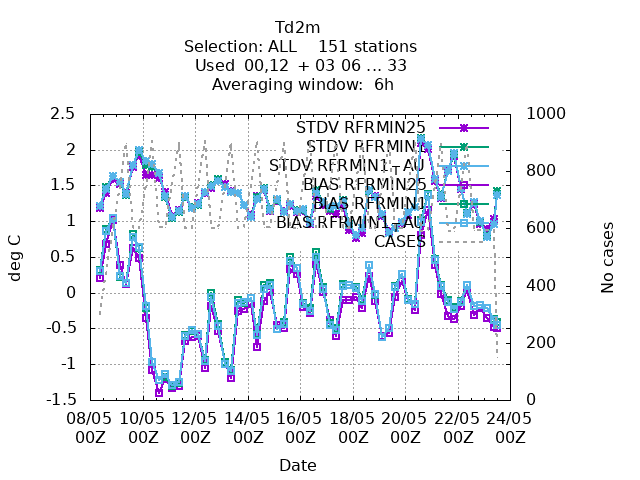 Td2m
Selection: ALL    151 stations
Used  00,12  + 03 06 ... 33
Averaging window:  6h
2.5
2
1.5
1
0.5
0
-0.5
-1
-1.5
1000
800
600
400
200
0
deg C
No cases
STDV RFRMIN25
STDV RFRMIN1
STDV RFRMIN1-AU
BIAS RFRMIN25
BIAS RFRMIN1
BIAS RFRMIN1-AU
CASES
08/05 10/05 12/05 14/05 16/05 18/05 20/05 22/05 24/05
00Z 00Z 00Z 00Z 00Z 00Z 00Z 00Z 00Z
Date